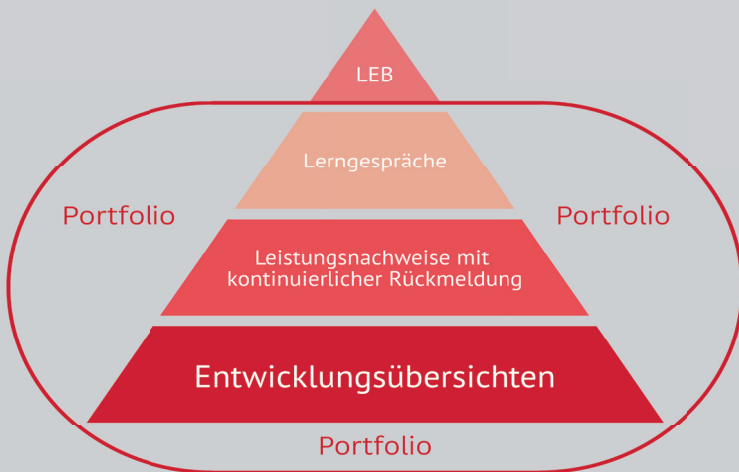 LEB
Lerngespräche
Portfolio
Portfolio
Leistungsnachweise mit
kontinuierlicher Rückmeldung
Entwicklungsübersichten
Portfolio